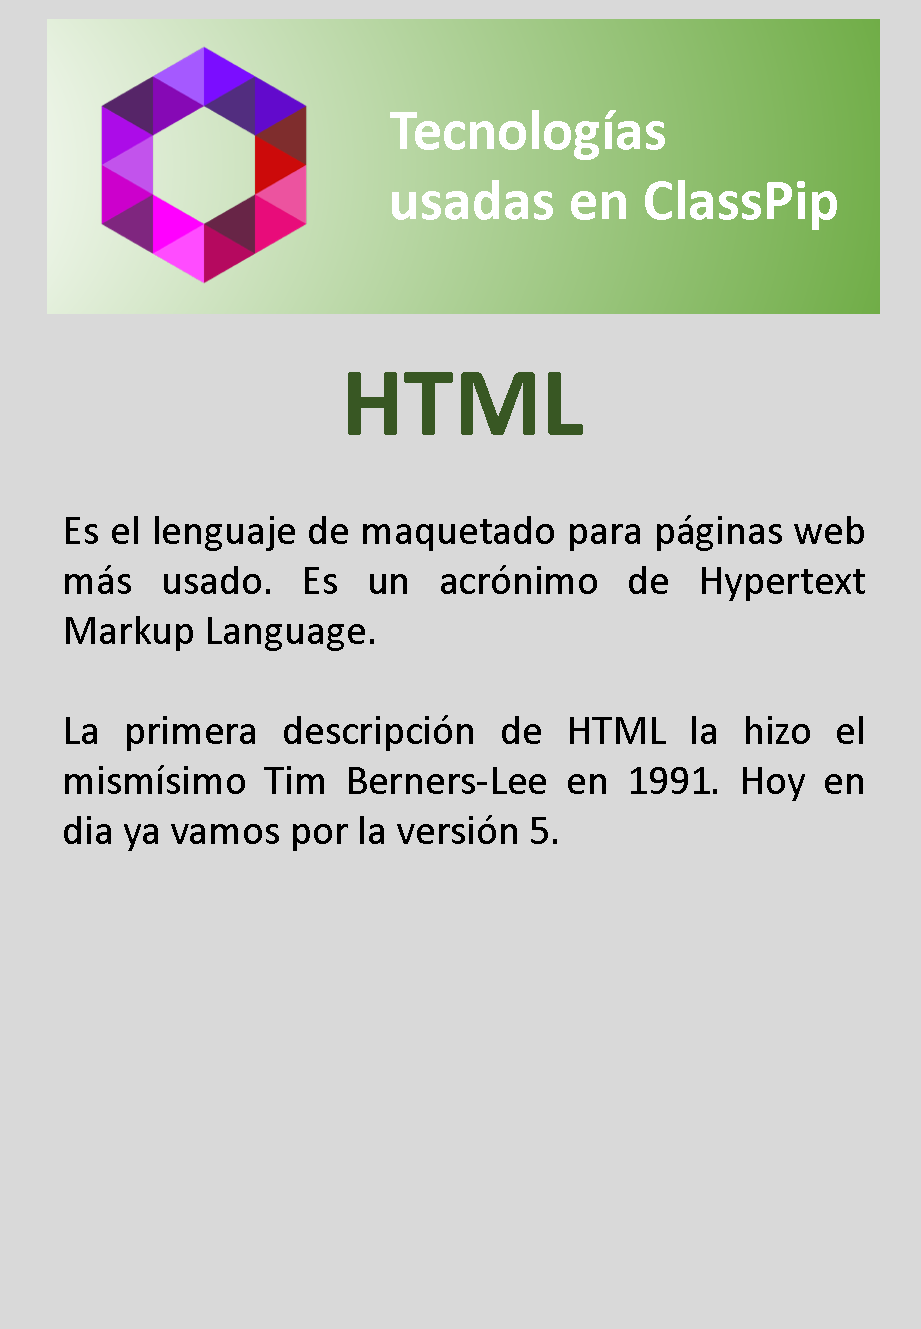 Tecnologías
usadas en ClassPip
HTML
Es el lenguaje de maquetado para páginas web
más usado. Es un acrónimo de Hypertext
Markup Language.
La primera descripción de HTML la hizo el
mismísimo Tim Berners-Lee en 1991. Hoy en
dia ya vamos por la versión 5.